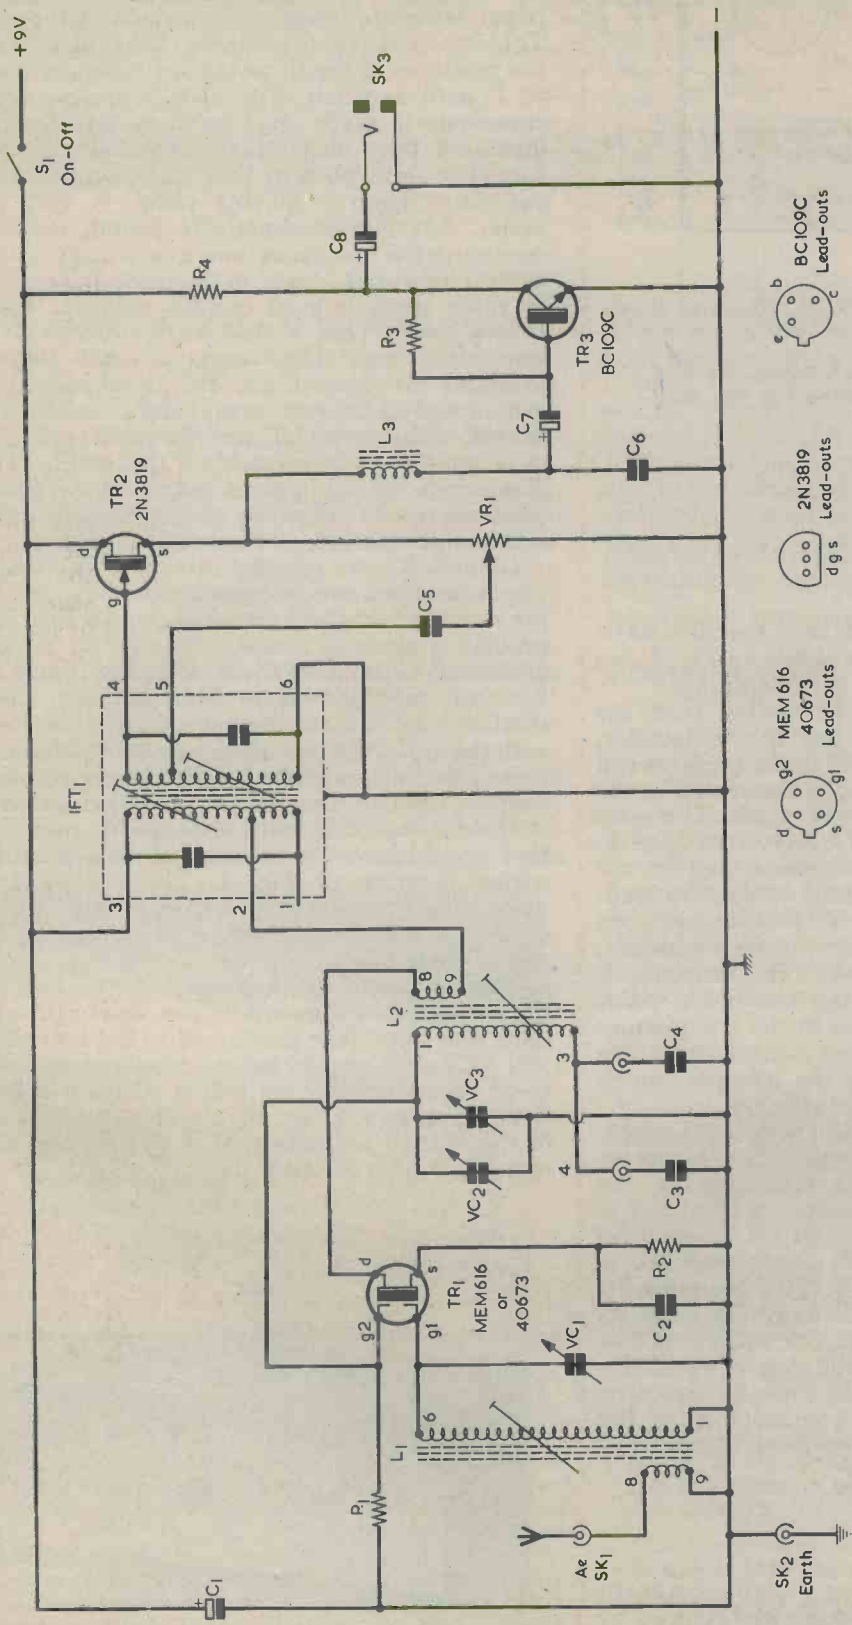 +9V
S1
On-Off
R4
C8
+
SK3
R3
TR3
BC109C
C7
+
L3
C6
TR2
2N3819
d
s
g
VR1
C5
IFT1
4
5
6
3
2
1
L2
8
9
1
3
4
VC3
VC2
C4
C3
TR1
MEM616
or
40673
g2
g1
d
s
R2
C2
VC1
L1
6
1
8
9
R1
C1
+
Ae
SK1
SK2
Earth
−
d
g2
s
g1
MEM 616
40673
Lead-outs
d g s
2N3819
Lead-outs
e
b
c
BC109C
Lead-outs